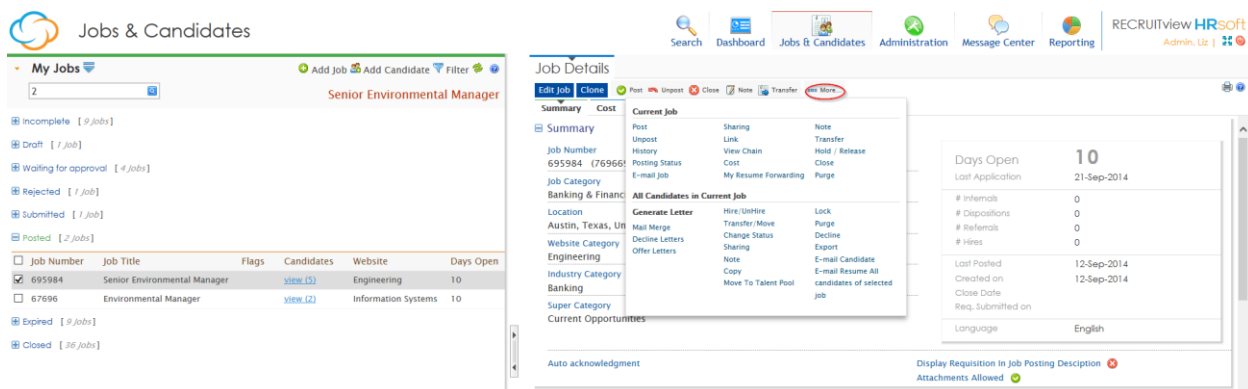 Jobs & Candidates
Search Dashboard Jobs & Candidates Administration Message Center Reporting
RECRUITview HRsoft
Admin, Liz |
My Jobs
Add Job Add Candidate Filter
2
Senior Environmental Manager
Incomplete [ 9 Jobs]
Draft [ 1 Job]
Waiting for approval [ 4 Jobs]
Rejected [ 1 Job]
Submitted [ 1 Job]
Posted [ 2 Jobs]
Job Number Job Title Flags Candidates Website Days Open
695984 Senior Environmental Manager view (5) Engineering 10
67696 Environmental Manager view (2) Information Systems 10
Expired [ 9 Jobs]
Closed [ 36 Jobs]
Job Details
Edit Job Clone Post Unpost Close Note Transfer More...
Summary Cost
Summary
Job Number
695984 (76966
Job Category
Banking & Financ
Location
Austin, Texas, Un
Website Category
Engineering
Industry Category
Banking
Super Category
Current Opportunities
Current Job
Post Sharing Note
Unpost Link Transfer
History View Chain Hold / Release
Posting Status Cost Close
E-mail Job My Resume Forwarding Purge
All Candidates in Current Job
Generate Letter Hire/UnHire Lock
Mail Merge Transfer/Move Purge
Decline Letters Change Status Decline
Offer Letters Sharing Export
Note E-mail Candidate
Copy E-mail Resume All
Move To Talent Pool candidates of selected
job
Days Open 10
Last Application 21-Sep-2014
# Internals 0
# Dispositions 0
# Referrals 0
# Hires 0
Last Posted 12-Sep-2014
Created on 12-Sep-2014
Close Date
Req. Submitted on
Language English
Auto acknowledgment
Display Requisition In Job Posting Desciption
Attachments Allowed